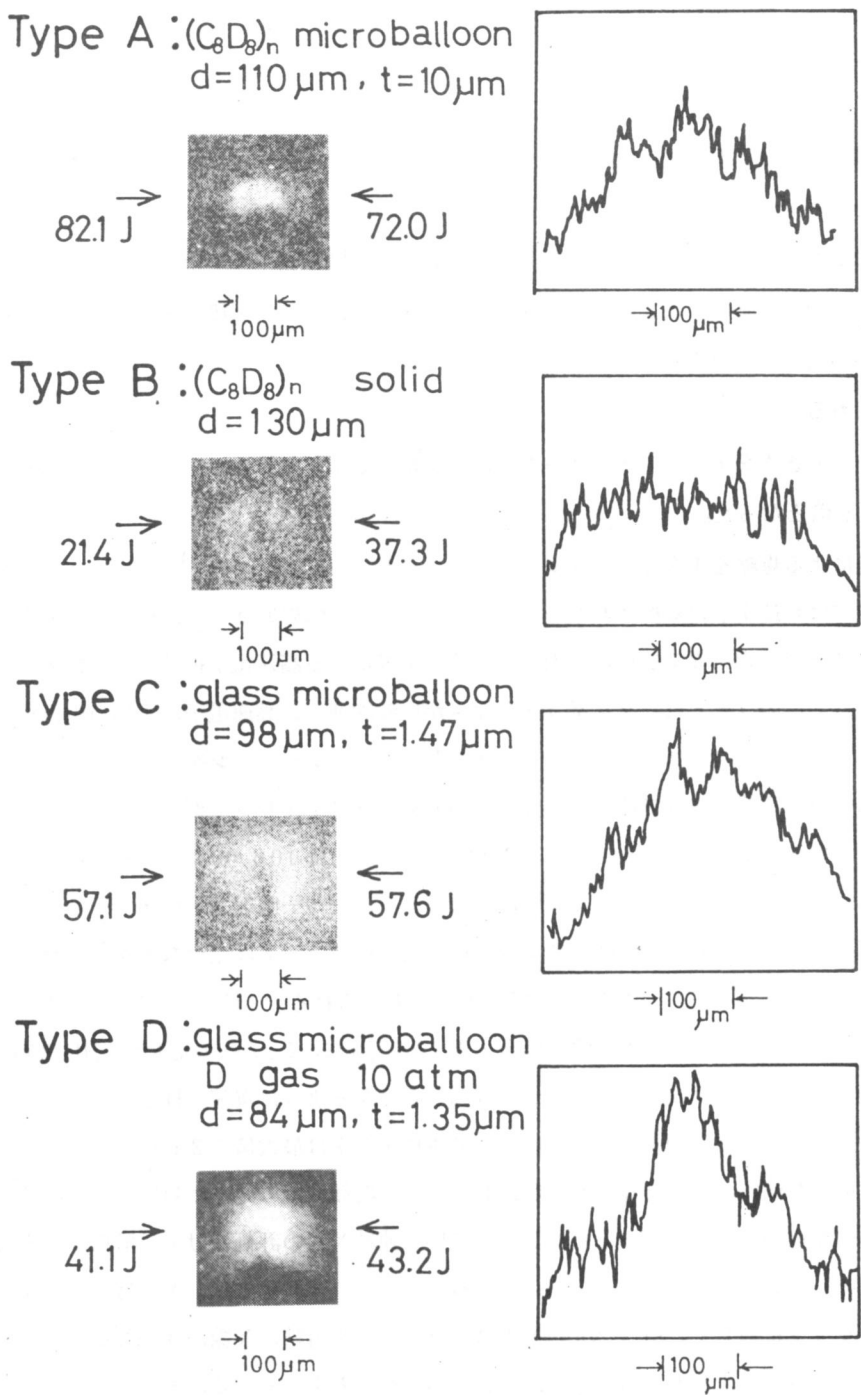 Type A : (C₈D₈)ₙ microballoon
d=110 µm , t=10µm
82.1 J
72.0 J
100µm
100µm
Type B : (C₈D₈)ₙ solid
d=130µm
21.4 J
37.3 J
100µm
100 µm
Type C : glass microballoon
d=98µm, t=1.47µm
57.1 J
57.6 J
100µm
100 µm
Type D : glass microballoon
D gas 10 atm
d=84µm, t=1.35µm
41.1 J
43.2 J
100µm
100 µm